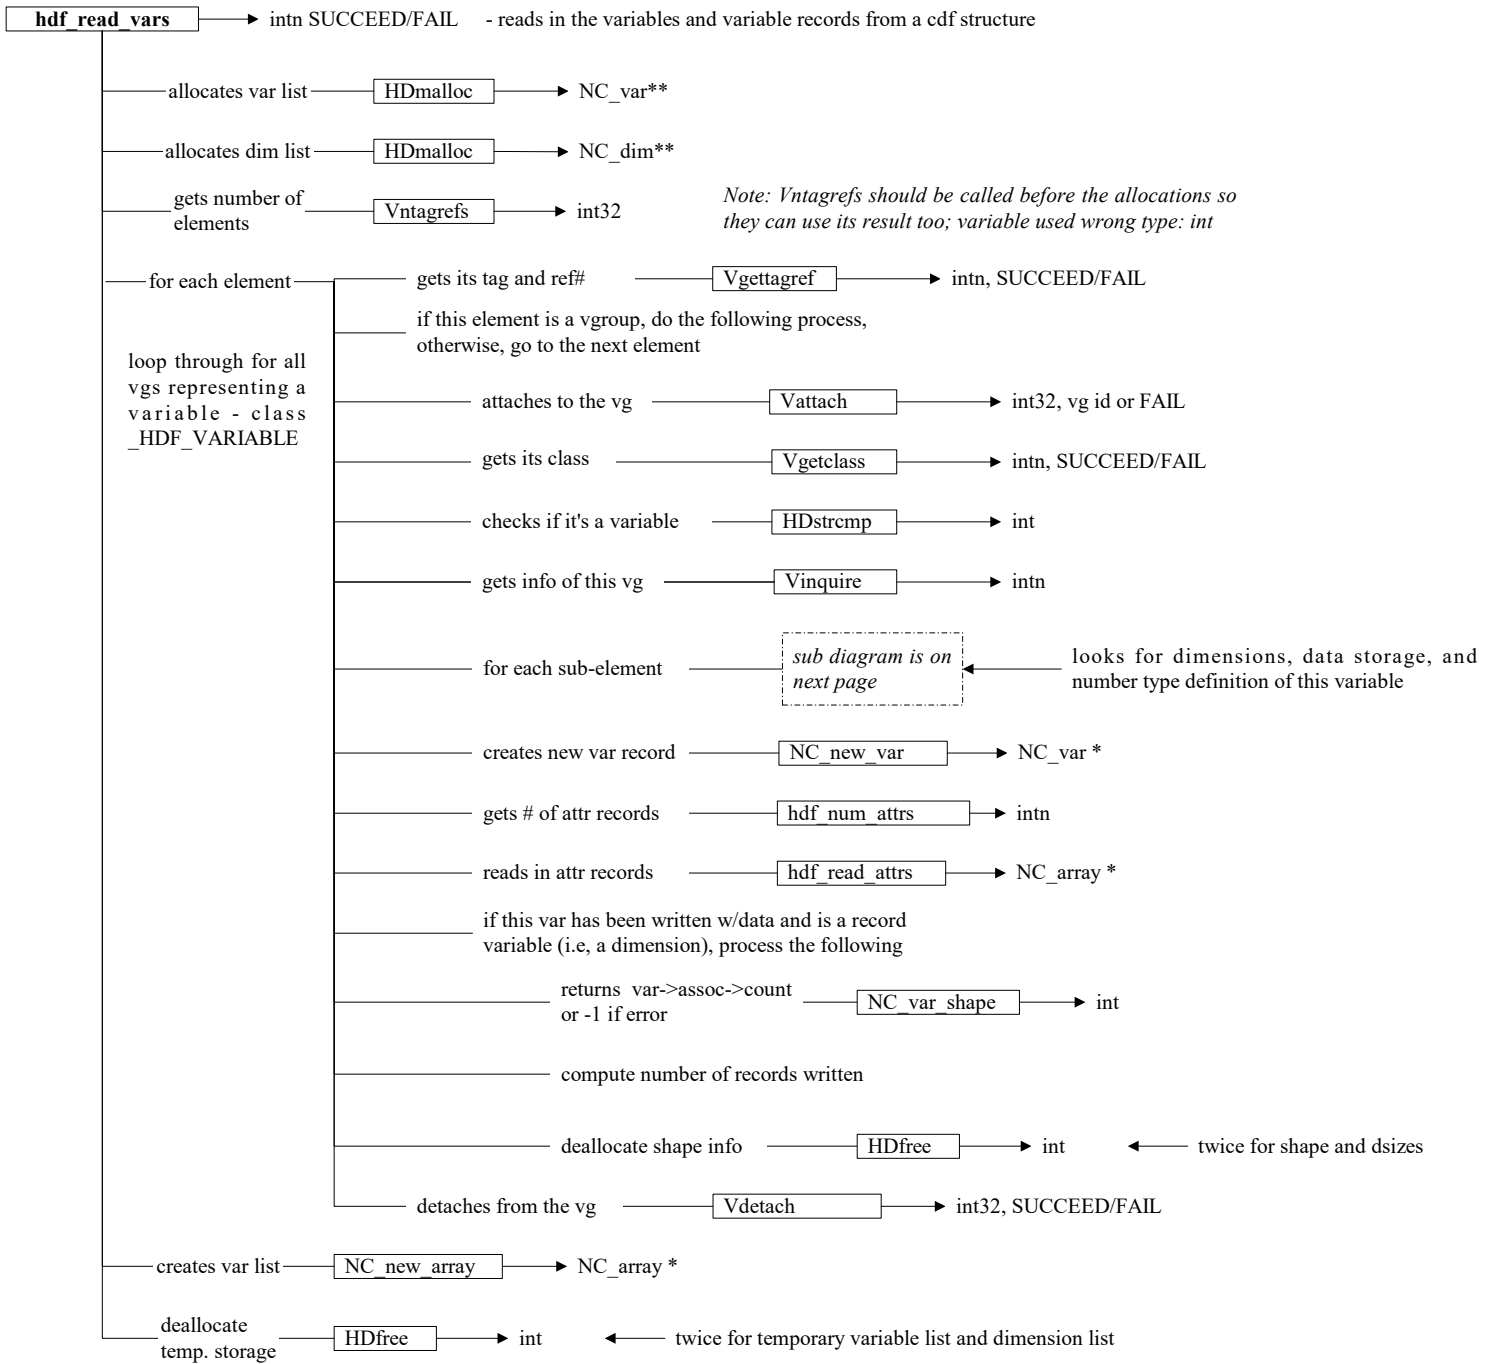 hdf_read_vars intn SUCCEED/FAIL - reads in the variables and variable records from a cdf structure
allocates var list HDmalloc NC_var**
allocates dim list HDmalloc NC_dim**
gets number of
elements
Vntagrefs int32
Note: Vntagrefs should be called before the allocations so
they can use its result too; variable used wrong type: int
for each element
loop through for all
vgs representing a
variable - class
_HDF_VARIABLE
gets its tag and ref# Vgettagref intn, SUCCEED/FAIL
if this element is a vgroup, do the following process,
otherwise, go to the next element
attaches to the vg Vattach int32, vg id or FAIL
gets its class Vgetclass intn, SUCCEED/FAIL
checks if it's a variable HDstrcmp int
gets info of this vg Vinquire intn
for each sub-element
sub diagram is on
next page
looks for dimensions, data storage, and
number type definition of this variable
creates new var record NC_new_var NC_var *
gets # of attr records hdf_num_attrs intn
reads in attr records hdf_read_attrs NC_array *
if this var has been written w/data and is a record
variable (i.e, a dimension), process the following
returns var->assoc->count
or -1 if error
NC_var_shape int
compute number of records written
deallocate shape info HDfree int twice for shape and dsizes
detaches from the vg Vdetach int32, SUCCEED/FAIL
creates var list NC_new_array NC_array *
deallocate
temp. storage
HDfree int twice for temporary variable list and dimension list